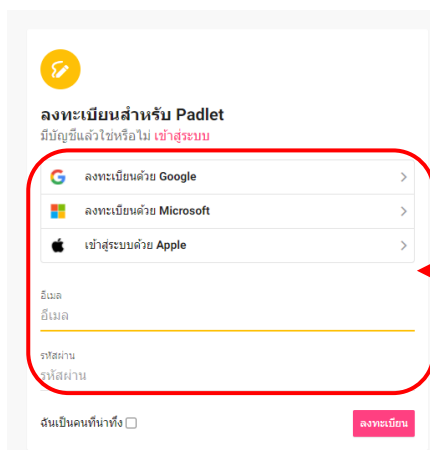 ลงทะเบียนสำหรับ Padlet
มีบัญชีแล้วใช่หรือไม่ เข้าสู่ระบบ
ลงทะเบียนด้วย Google
ลงทะเบียนด้วย Microsoft
เข้าสู่ระบบด้วย Apple
อีเมล
อีเมล
รหัสผ่าน
รหัสผ่าน
ฉันเป็นคนที่น่าทึ่ง
ลงทะเบียน